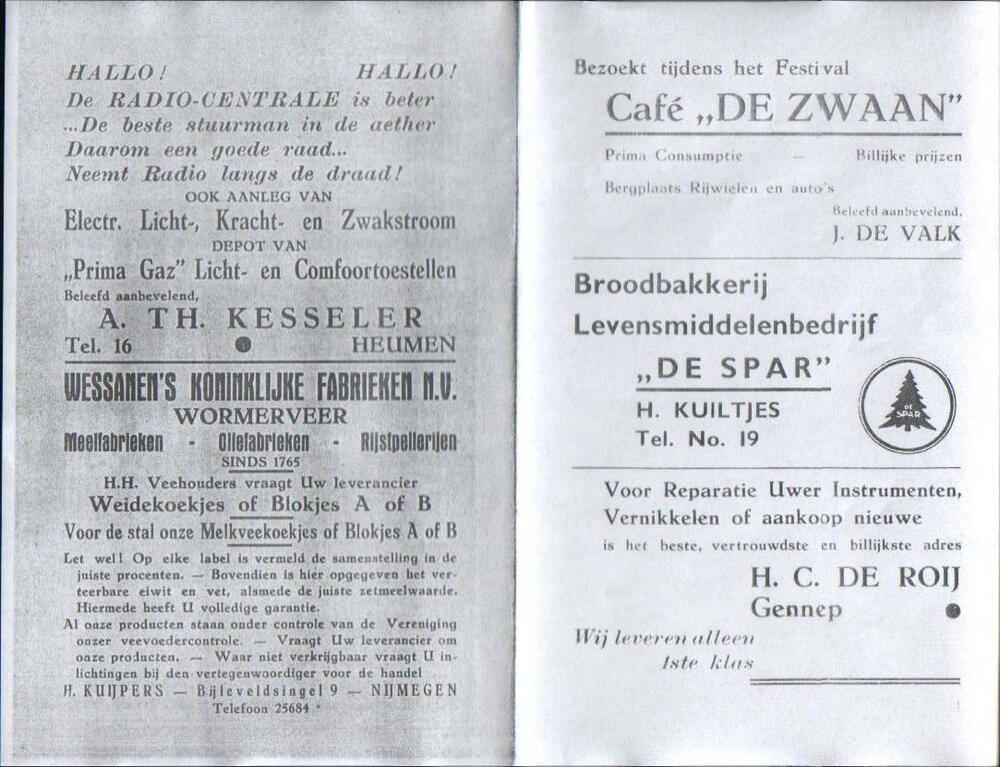 HALLO! HALLO!
De RADIO-CENTRALE is beter
...De beste stuurman in de aether
Daarom een goede raad...
Neemt Radio langs de draad!
OOK AANLEG VAN
Electr. Licht-, Kracht- en Zwakstroom
DEPOT VAN
„Prima Gaz” Licht- en Comfoortoestellen
Beleefd aanbevelend,
A. TH. KESSELER
Tel. 16 ● HEUMEN
WESSANEN'S KONINKLIJKE FABRIEKEN N.V.
WORMERVEER
Meelfabrieken - Oliefabrieken - Rijstpellerijen
SINDS 1765
H.H. Veehouders vraagt Uw leverancier
Weidekoekjes of Blokjes A of B
Voor de stal onze Melkveekoekjes of Blokjes A of B
Let wel! Op elke label is vermeld de samenstelling in de
juiste procenten. — Bovendien is hier opgegeven het ver-
teerbare eiwit en vet, alsmede de juiste zetmeelwaarde.
Hiermede heeft U volledige garantie.
Al onze producten staan onder controle van de Vereniging
onzer veevoedercontrole. — Vraagt Uw leverancier om
onze producten. — Waar niet verkrijgbaar vraagt U in-
lichtingen bij den vertegenwoordiger voor de handel
H. KUIJPERS — Bijleveldsingel 9 — NIJMEGEN
Telefoon 25684
Bezoekt tijdens het Festival
Café „DE ZWAAN”
Prima Consumptie — Billijke prijzen
Bergplaats Rijwielen en auto's
Beleefd aanbevelend,
J. DE VALK
Broodbakkerij
Levensmiddelenbedrijf
„DE SPAR”
H. KUILTJES
Tel. No. 19
DE
SPAR
Voor Reparatie Uwer Instrumenten,
Vernikkelen of aankoop nieuwe
is het beste, vertrouwdste en billijkste adres
H. C. DE ROIJ
Gennep ●
Wij leveren alleen
1ste klas